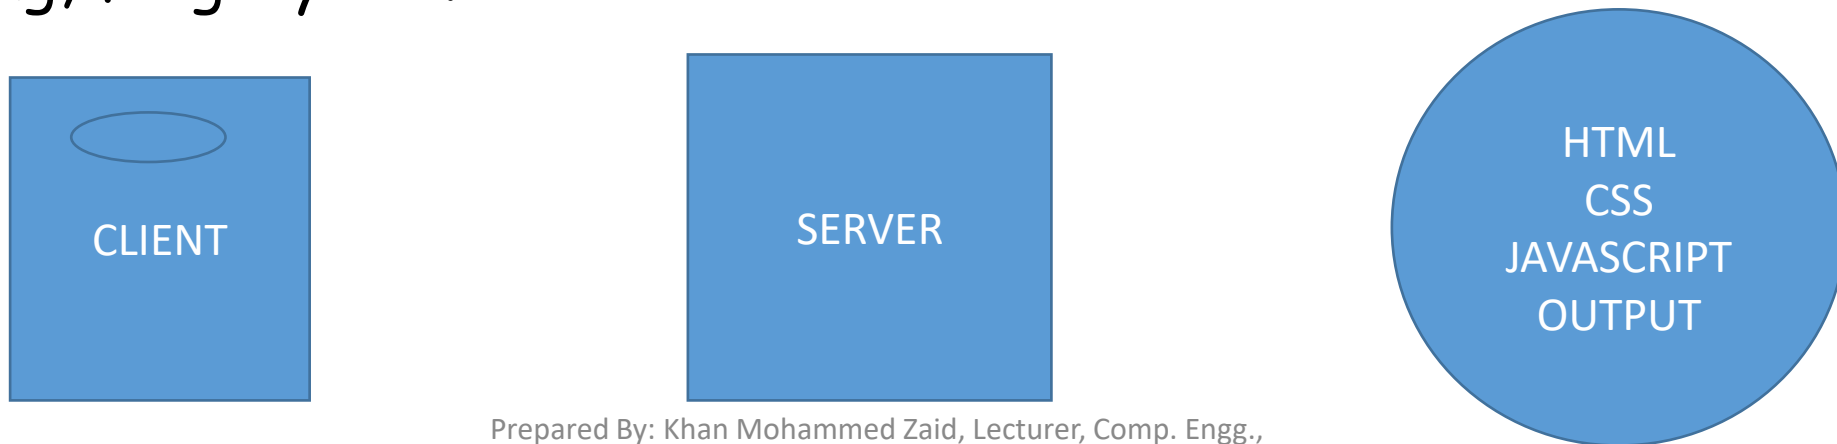 CLIENT
SERVER
HTML
CSS
JAVASCRIPT
OUTPUT
Prepared By: Khan Mohammed Zaid, Lecturer, Comp. Engg.,